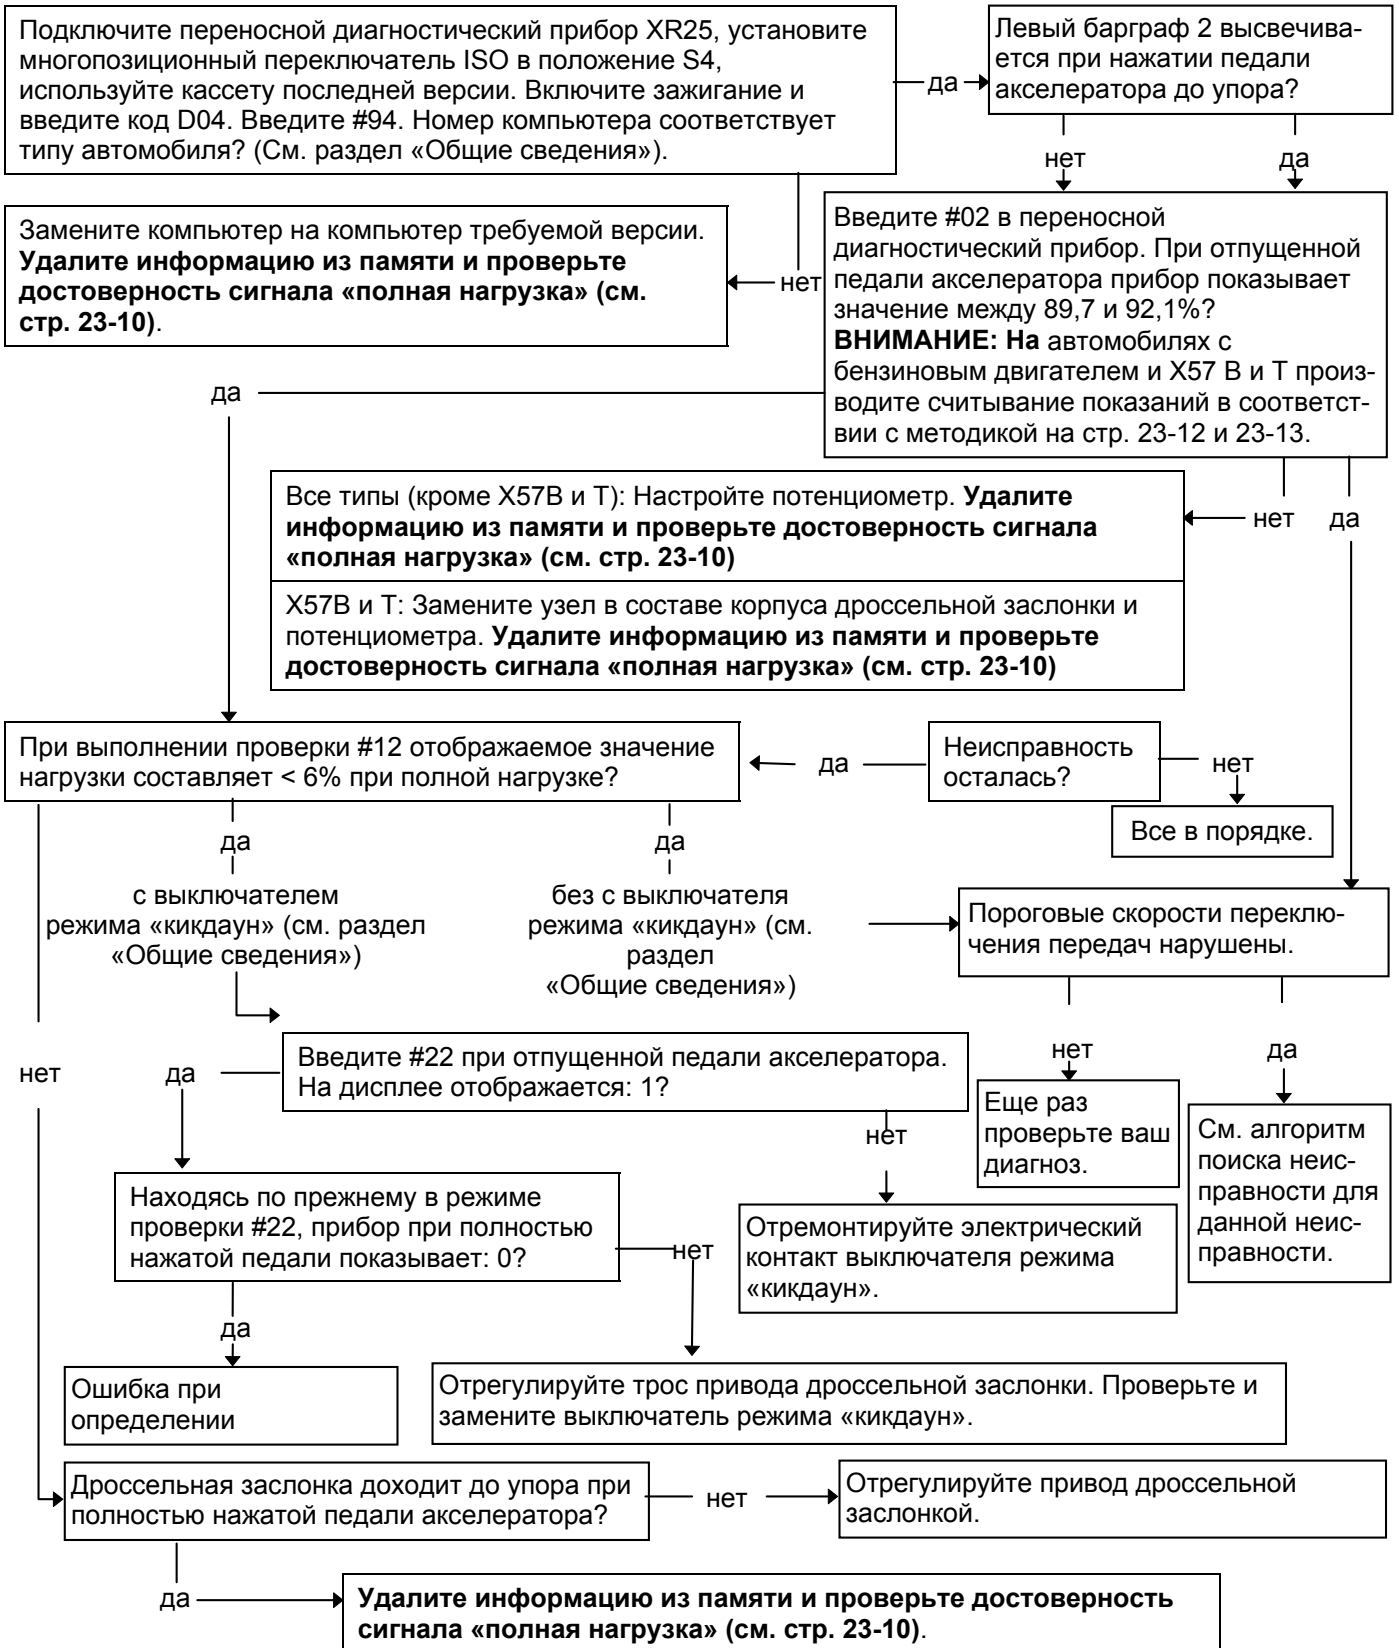 Подключите переносной диагностический прибор XR25, установите
многопозиционный переключатель ISO в положение S4,
используйте кассету последней версии. Включите зажигание и
введите код D04. Введите #94. Номер компьютера соответствует
типу автомобиля? (См. раздел «Общие сведения»).
да
Левый барграф 2 высвечива-
ется при нажатии педали
акселератора до упора?
нет
да
Замените компьютер на компьютер требуемой версии.
Удалите информацию из памяти и проверьте
достоверность сигнала «полная нагрузка» (см.
стр. 23-10).
нет
Введите #02 в переносной
диагностический прибор. При отпущенной
педали акселератора прибор показывает
значение между 89,7 и 92,1%?
ВНИМАНИЕ: На автомобилях с
бензиновым двигателем и X57 В и Т произ-
водите считывание показаний в соответст-
вии с методикой на стр. 23-12 и 23-13.
да
Все типы (кроме X57В и Т): Настройте потенциометр. Удалите
информацию из памяти и проверьте достоверность сигнала
«полная нагрузка» (см. стр. 23-10)
нет
да
X57В и Т: Замените узел в составе корпуса дроссельной заслонки и
потенциометра. Удалите информацию из памяти и проверьте
достоверность сигнала «полная нагрузка» (см. стр. 23-10)
При выполнении проверки #12 отображаемое значение
нагрузки составляет < 6% при полной нагрузке?
да
Неисправность
осталась?
нет
Все в порядке.
да
с выключателем
режима «кикдаун» (см. раздел
«Общие сведения»)
да
без с выключателя
режима «кикдаун» (см.
раздел
«Общие сведения»)
Пороговые скорости переклю-
чения передач нарушены.
нет
да
Введите #22 при отпущенной педали акселератора.
На дисплее отображается: 1?
нет
да
нет
Еще раз
проверьте ваш
диагноз.
См. алгоритм
поиска неис-
правности для
данной неис-
правности.
Находясь по прежнему в режиме
проверки #22, прибор при полностью
нажатой педали показывает: 0?
нет
Отремонтируйте электрический
контакт выключателя режима
«кикдаун».
да
Ошибка при
определении
Отрегулируйте трос привода дроссельной заслонки. Проверьте и
замените выключатель режима «кикдаун».
Дроссельная заслонка доходит до упора при
полностью нажатой педали акселератора?
нет
Отрегулируйте привод дроссельной
заслонкой.
да
Удалите информацию из памяти и проверьте достоверность
сигнала «полная нагрузка» (см. стр. 23-10).